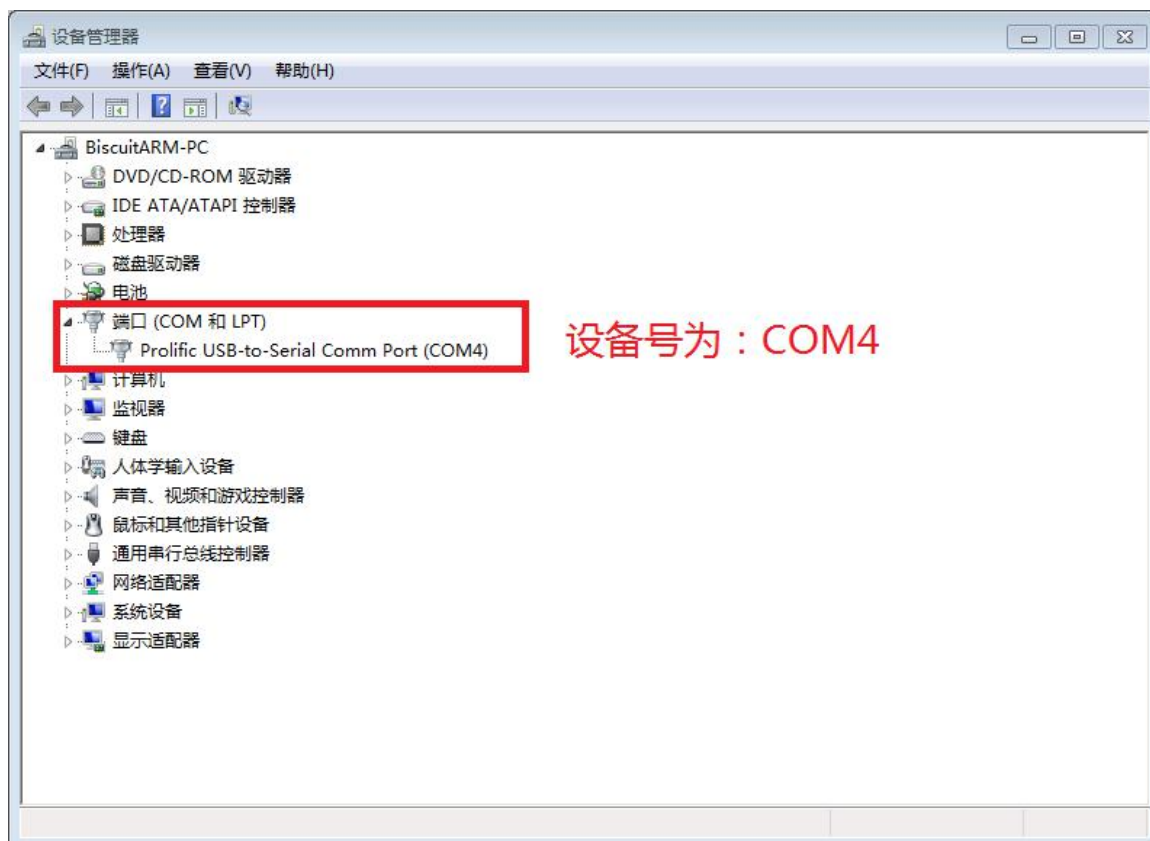 设备管理器
文件(F) 操作(A) 查看(V) 帮助(H)
BiscuitARM-PC
DVD/CD-ROM 驱动器
IDE ATA/ATAPI 控制器
处理器
磁盘驱动器
电池
端口 (COM 和 LPT)
Prolific USB-to-Serial Comm Port (COM4)
设备号为：COM4
计算机
监视器
键盘
人体学输入设备
声音、视频和游戏控制器
鼠标和其他指针设备
通用串行总线控制器
网络适配器
系统设备
显示适配器